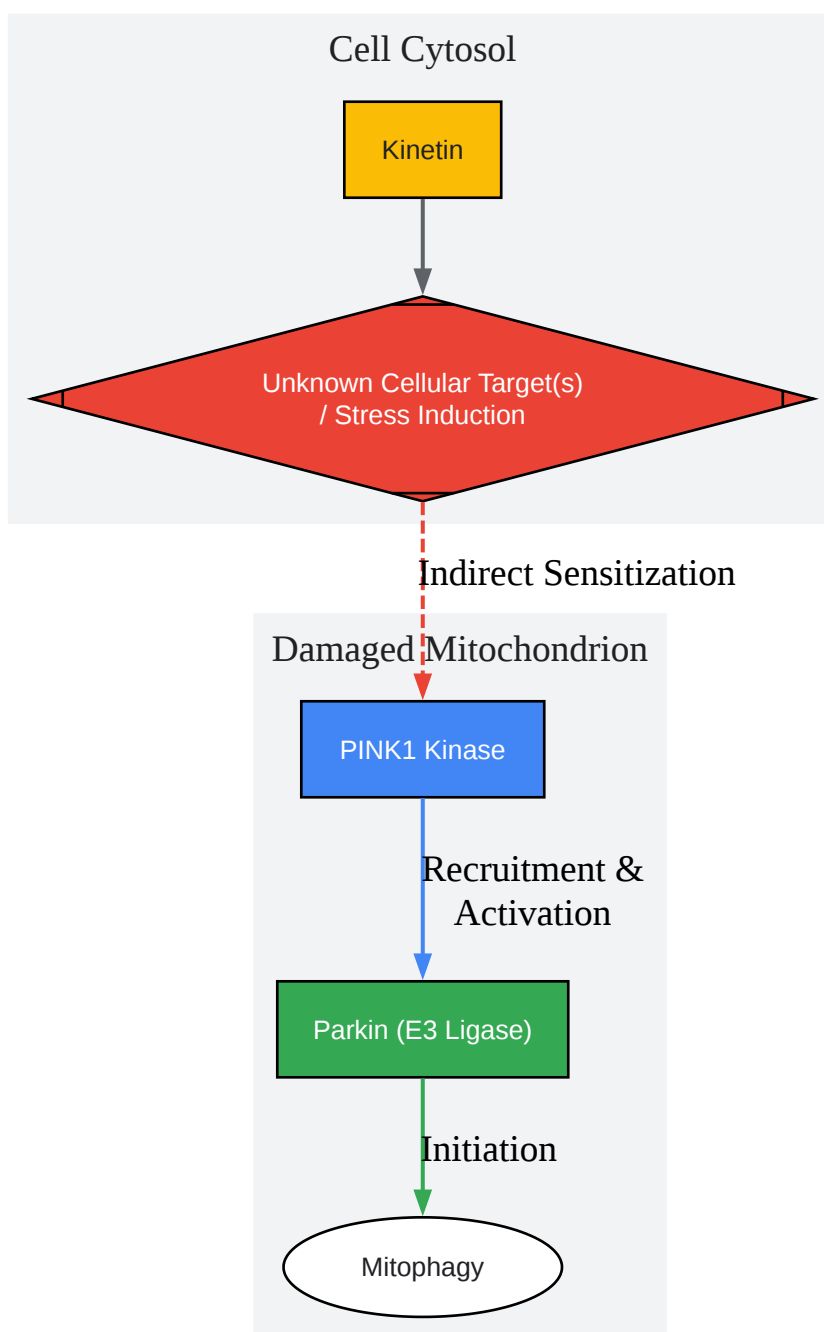 Cell Cytosol
Kinetin
Unknown Cellular Target(s)
/ Stress Induction
Indirect Sensitization
Damaged Mitochondrion
PINK1 Kinase
Recruitment &
Activation
Parkin (E3 Ligase)
Initiation
Mitophagy